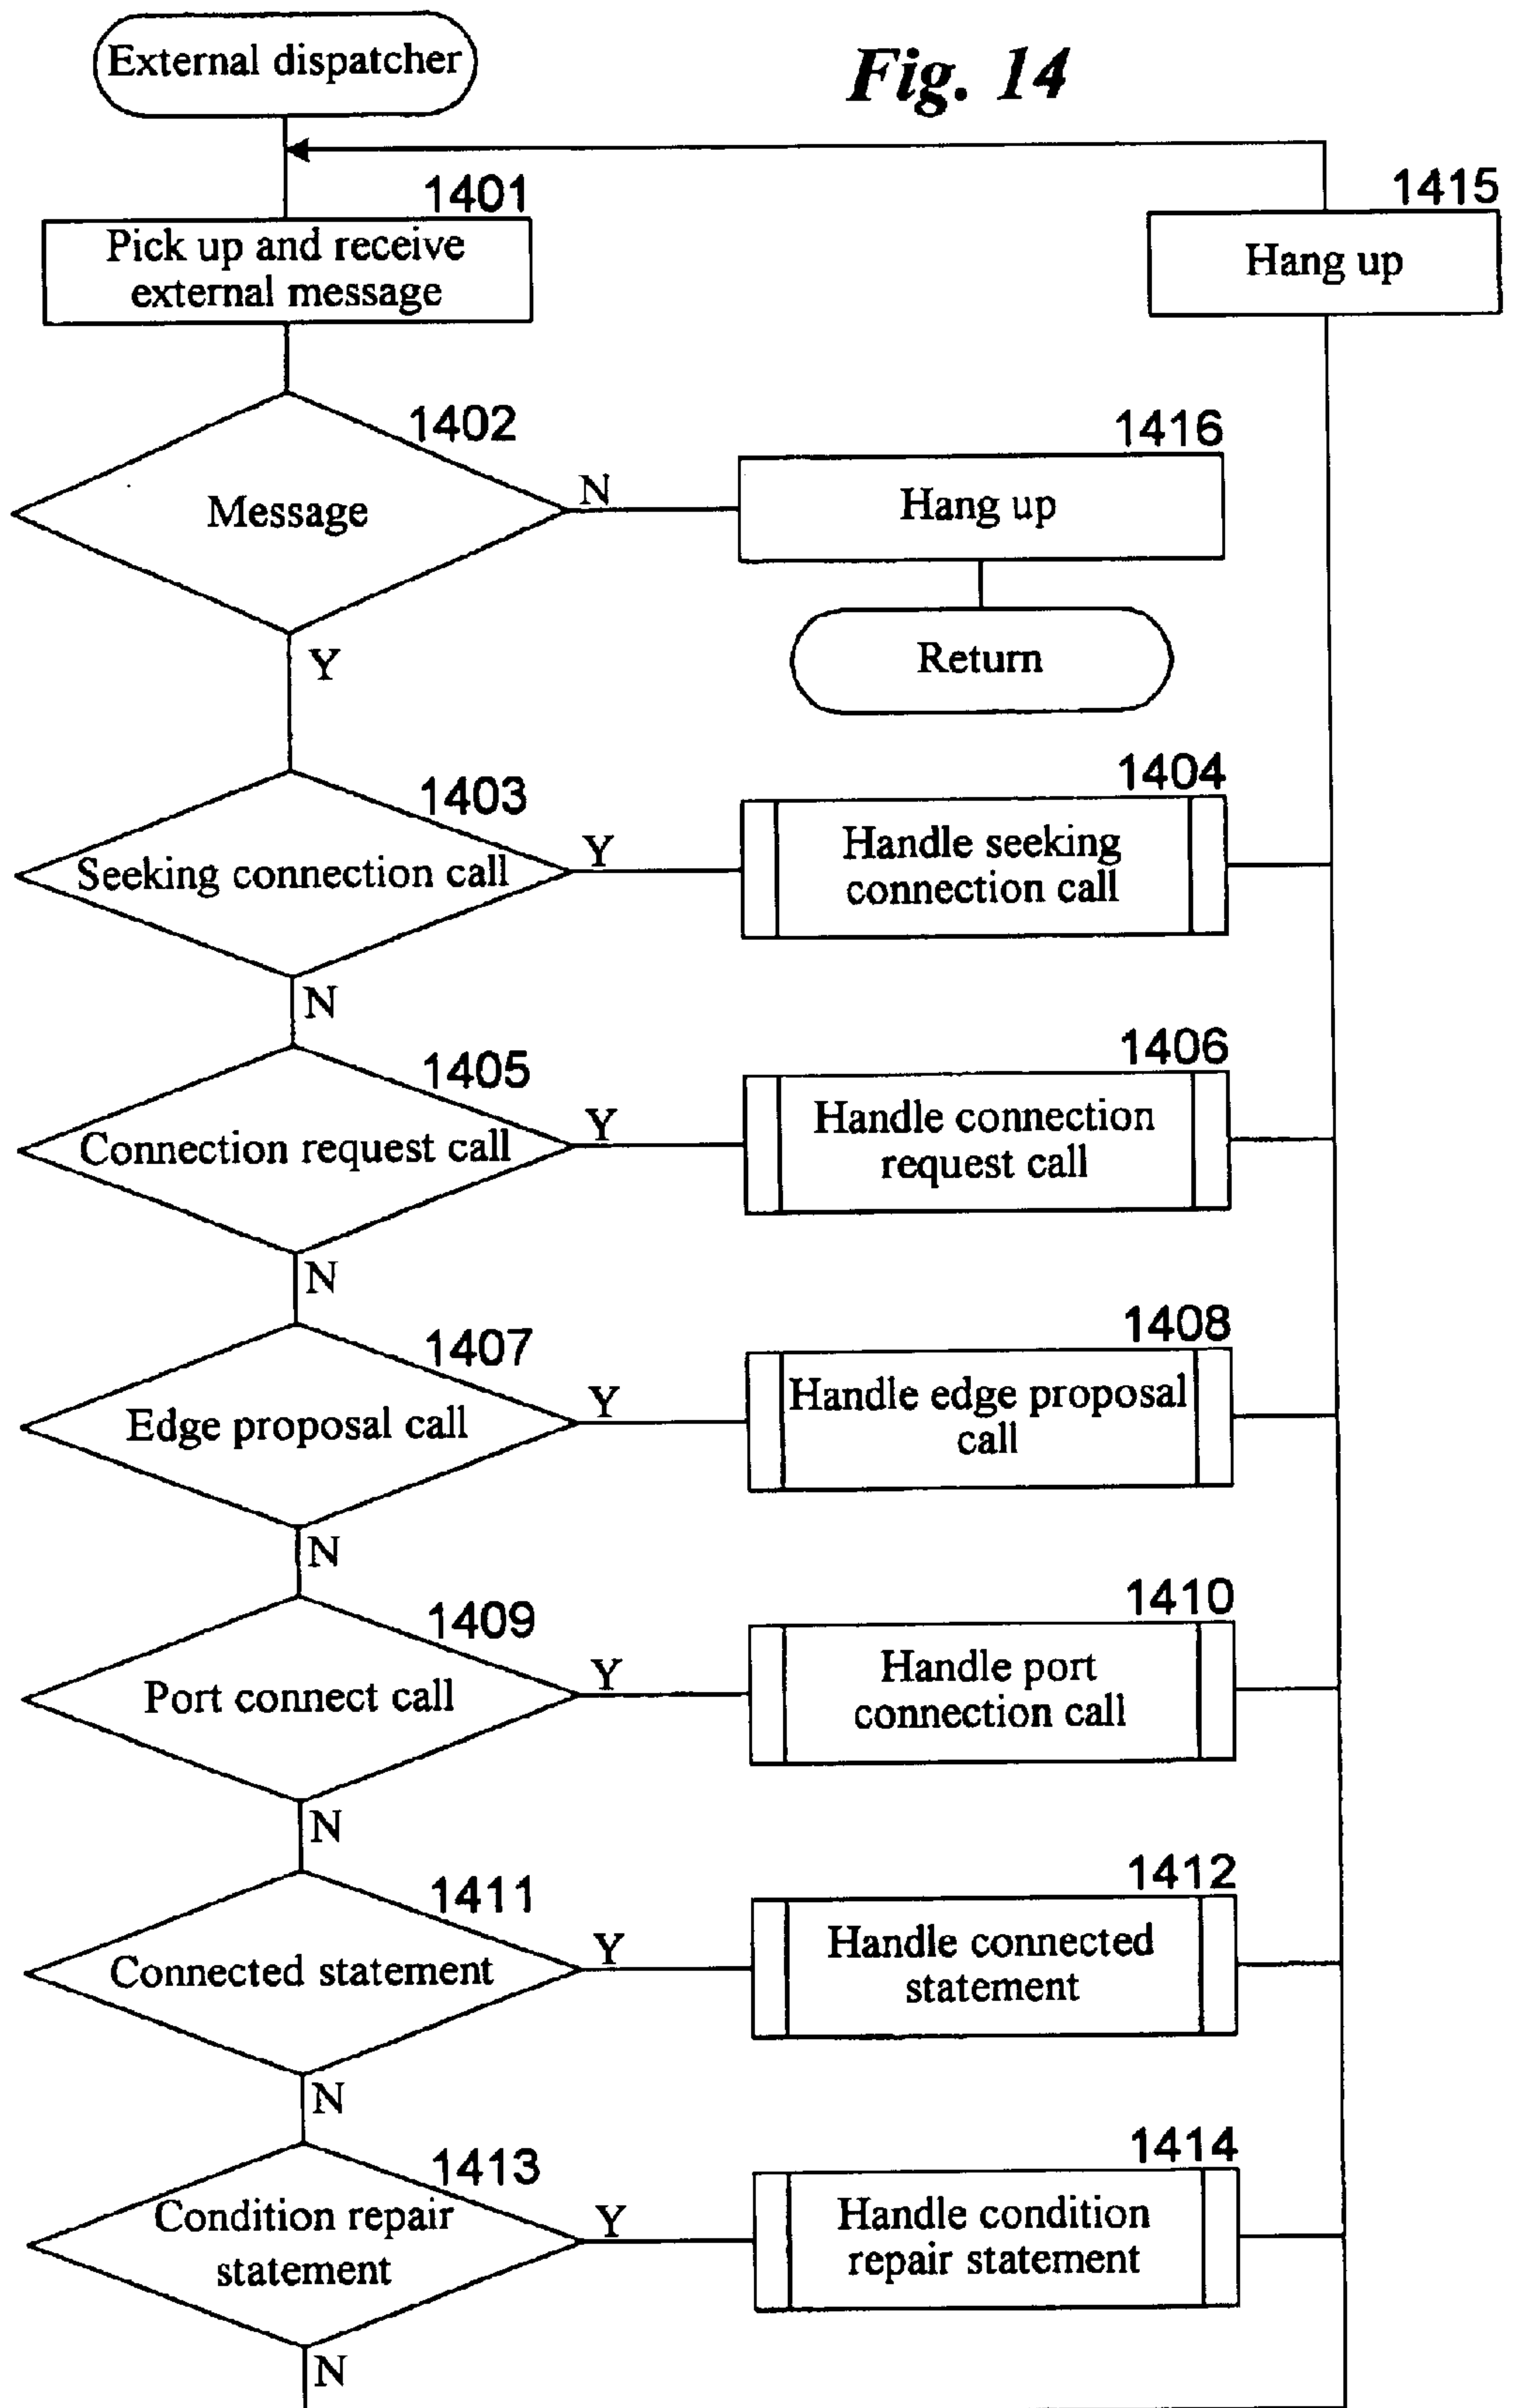 External dispatcher
Fig. 14
1401
Pick up and receive
external message
1415
Hang up
1402
Message
N
1416
Hang up
Y
Return
1403
Seeking connection call
Y
1404
Handle seeking
connection call
N
1405
Connection request call
Y
1406
Handle connection
request call
N
1407
Edge proposal call
Y
1408
Handle edge proposal
call
N
1409
Port connect call
Y
1410
Handle port
connection call
N
1411
Connected statement
Y
1412
Handle connected
statement
N
1413
Condition repair
statement
Y
1414
Handle condition
repair statement
N